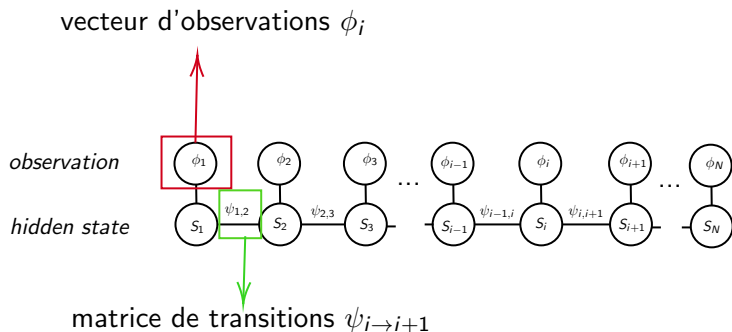 vecteur d'observations ϕ_i
observation ϕ_1 ϕ_2 ϕ_3 ... ϕ_{i−1} ϕ_i ϕ_{i+1} ... ϕ_N
ψ_{1,2} ψ_{2,3} ψ_{i−1,i} ψ_{i,i+1}
hidden state S_1 S_2 S_3 S_{i−1} S_i S_{i+1} S_N
matrice de transitions ψ_{i→i+1}